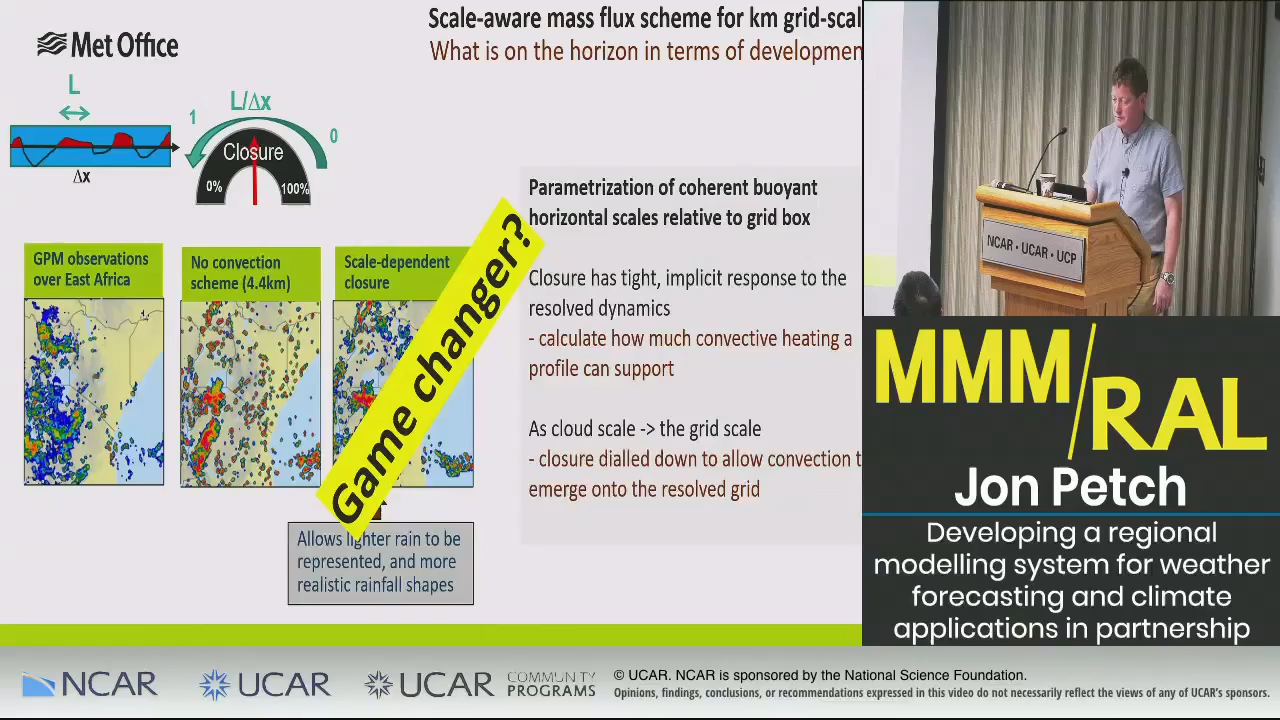 Scale-aware mass flux scheme for km grid-scal
What is on the horizon in terms of developmen
Met Office
L
Δx
L/Δx
1
0
Closure
0%
100%
GPM observations
over East Africa
No convection
scheme (4.4km)
Scale-dependent
closure
Game changer?
Allows lighter rain to be
represented, and more
realistic rainfall shapes
Parametrization of coherent buoyant
horizontal scales relative to grid box
Closure has tight, implicit response to the
resolved dynamics
- calculate how much convective heating a
profile can support
As cloud scale -> the grid scale
- closure dialled down to allow convection t
emerge onto the resolved grid
NCAR • UCAR • UCP
MMM/RAL
Jon Petch
Developing a regional
modelling system for weather
forecasting and climate
applications in partnership
NCAR
UCAR
UCAR
COMMUNITY
PROGRAMS
© UCAR. NCAR is sponsored by the National Science Foundation.
Opinions, findings, conclusions, or recommendations expressed in this video do not necessarily reflect the views of any of UCAR's sponsors.